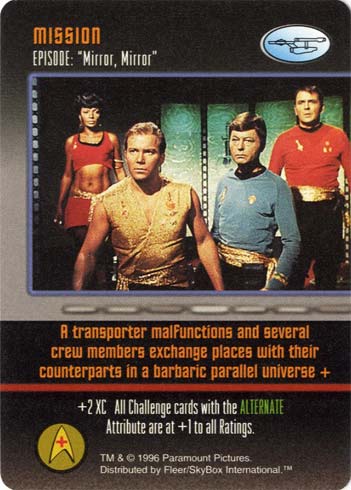 MISSION
EPISODE: "Mirror, Mirror"
A transporter malfunctions and several
crew members exchange places with their
counterparts in a barbaric parallel universe +
+2 XC All Challenge cards with the ALTERNATE
Attribute are at +1 to all Ratings.
TM & © 1996 Paramount Pictures.
Distributed by Fleer/SkyBox International.™